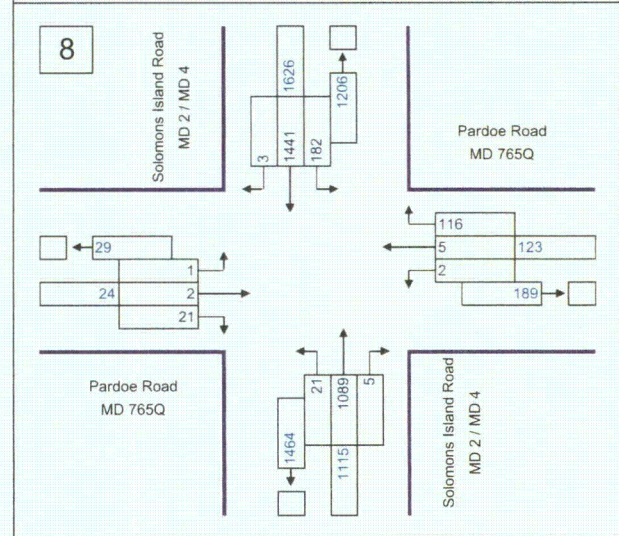 8
Solomons Island Road
MD 2 / MD 4
1626
1206
3
1441
182
Pardoe Road
MD 765Q
29
1
24
2
21
116
5
123
2
189
Pardoe Road
MD 765Q
21
1089
5
1464
1115
Solomons Island Road
MD 2 / MD 4